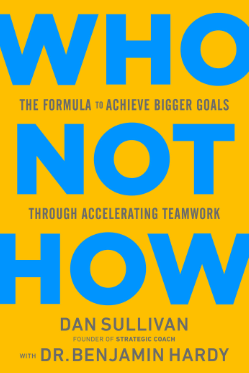 WHO
THE FORMULA TO ACHIEVE BIGGER GOALS
NOT
THROUGH ACCELERATING TEAMWORK
HOW
DAN SULLIVAN
FOUNDER OF STRATEGIC COACH
WITH DR. BENJAMIN HARDY